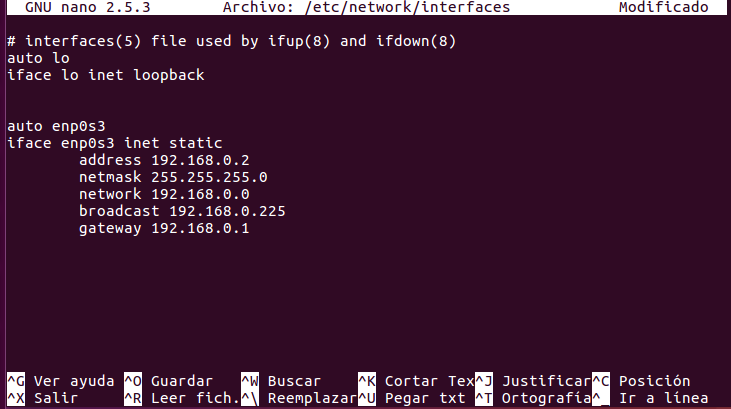 GNU nano 2.5.3 Archivo: /etc/network/interfaces Modificado
# interfaces(5) file used by ifup(8) and ifdown(8)
auto lo
iface lo inet loopback
auto enp0s3
iface enp0s3 inet static
address 192.168.0.2
netmask 255.255.255.0
network 192.168.0.0
broadcast 192.168.0.225
gateway 192.168.0.1
^G Ver ayuda ^O Guardar ^W Buscar ^K Cortar Tex ^J Justificar ^C Posición
^X Salir ^R Leer fich. ^\ Reemplazar ^U Pegar txt ^T Ortografía ^_ Ir a línea